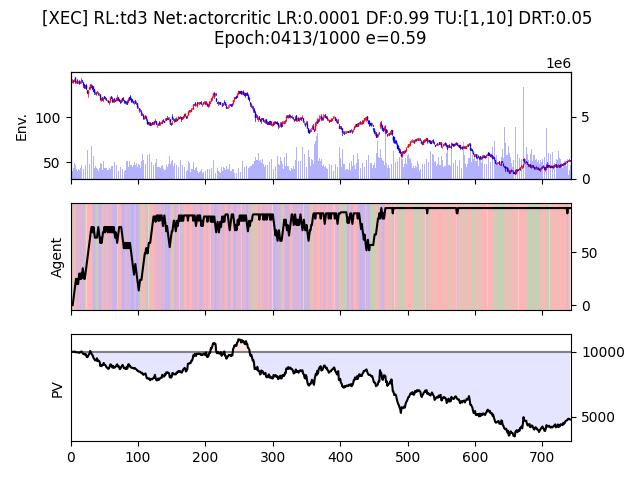 [XEC] RL:td3 Net:actorcritic LR:0.0001 DF:0.99 TU:[1,10] DRT:0.05
Epoch:0413/1000 e=0.59
1e6
Env.
100
50
5
0
Agent
50
0
PV
10000
5000
0 100 200 300 400 500 600 700